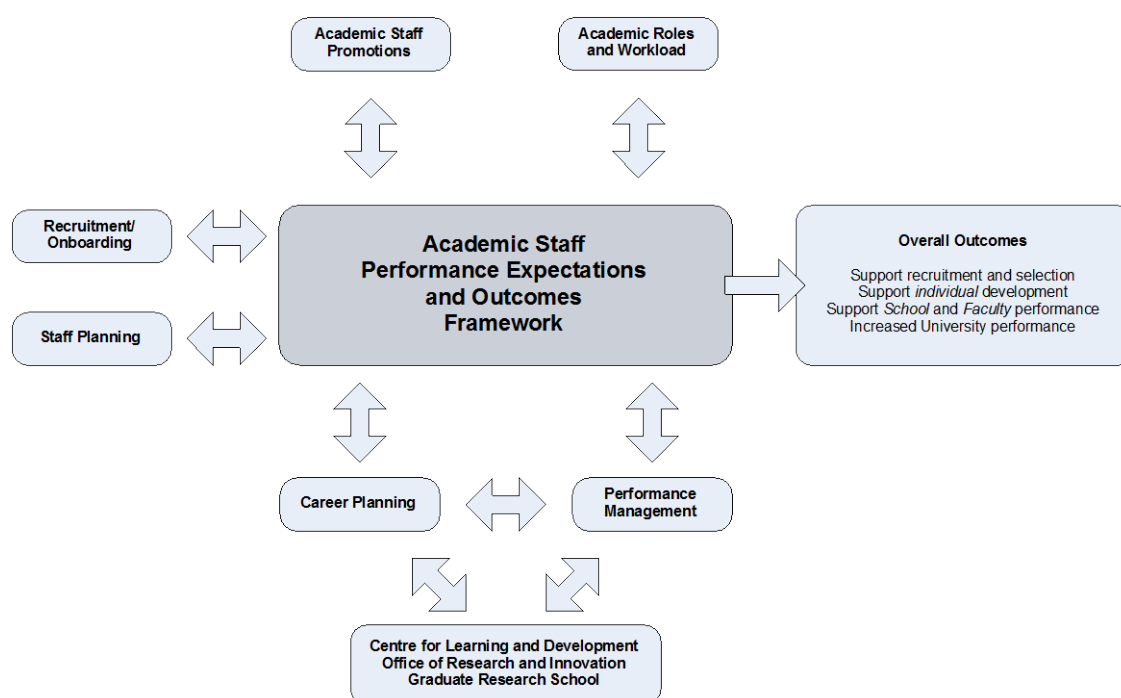 Academic Staff
Promotions
Academic Roles
and Workload
Recruitment/
Onboarding
Staff Planning
Academic Staff
Performance Expectations
and Outcomes
Framework
Overall Outcomes
Support recruitment and selection
Support individual development
Support School and Faculty performance
Increased University performance
Career Planning
Performance
Management
Centre for Learning and Development
Office of Research and Innovation
Graduate Research School